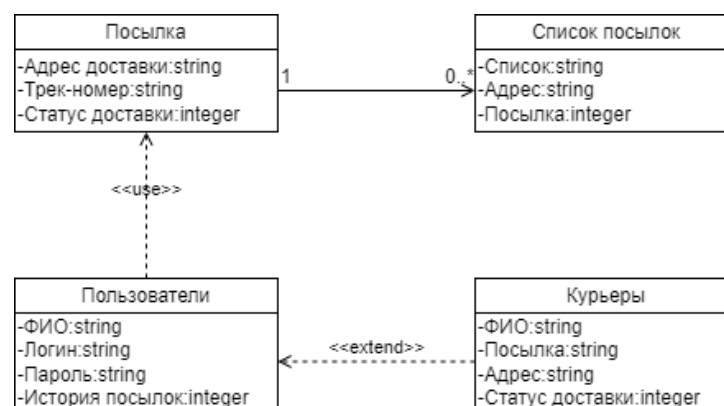 Посылка
-Адрес доставки:string
-Трек-номер:string
-Статус доставки:integer
1
0..*
Список посылок
-Список:string
-Адрес:string
-Посылка:integer
<<use>>
Пользователи
-ФИО:string
-Логин:string
-Пароль:string
-История посылок:integer
<<extend>>
Курьеры
-ФИО:string
-Посылка:string
-Адрес:string
-Статус доставки:integer